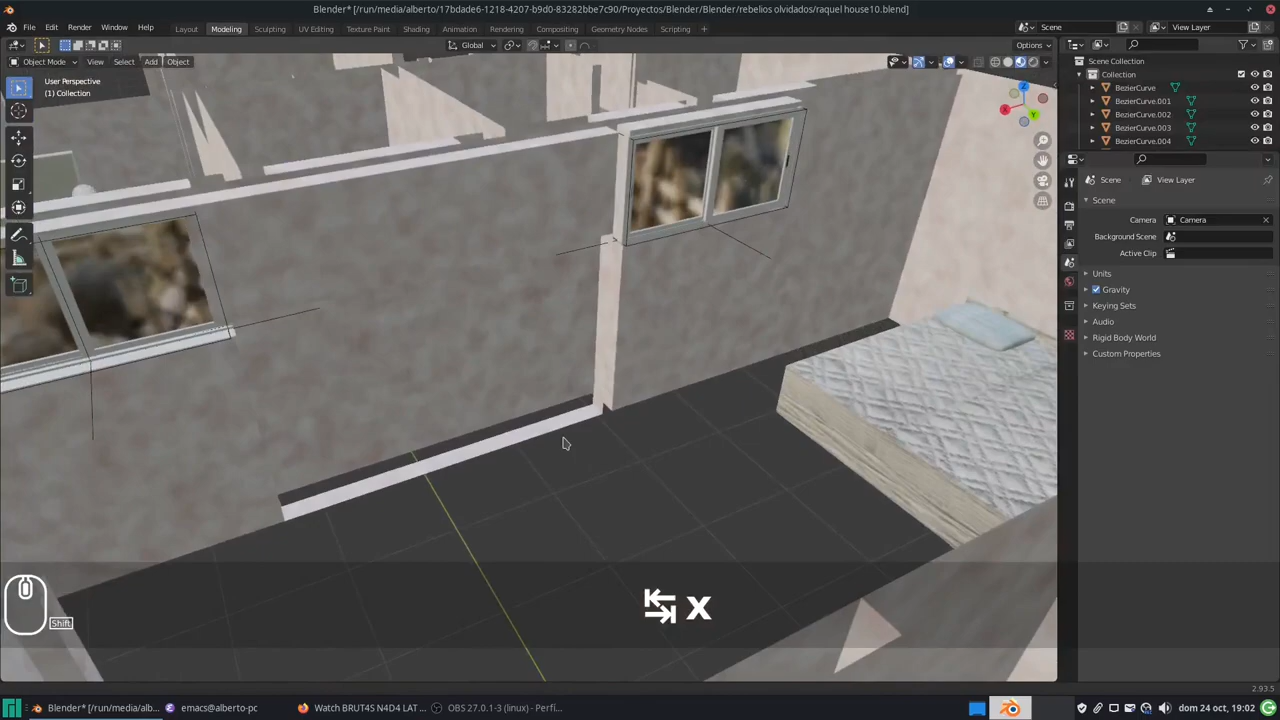 Blender* [/run/media/alberto/17bdade6-1218-4207-b9d0-83282bbe7c90/Proyectos/Blender/Blender/rebelios olvidados/raquel house10.blend]
File Edit Render Window Help Layout Modeling Sculpting UV Editing Texture Paint Shading Animation Rendering Compositing Geometry Nodes Scripting + Scene View Layer
Global Options
Object Mode View Select Add Object
User Perspective
(1) Collection
X
Y
Z
Scene Collection
Collection
BezierCurve
BezierCurve.001
BezierCurve.002
BezierCurve.003
BezierCurve.004
Scene View Layer
Scene
Camera Camera
Background Scene
Active Clip
Units
Gravity
Keying Sets
Audio
Rigid Body World
Custom Properties
Shift
X
2.93.5
Blender* [/run/media/alb... emacs@alberto-pc Watch BRUT4S N4D4 LAT ... OBS 27.0.1-3 (linux) - Perfi... dom 24 oct, 19:02